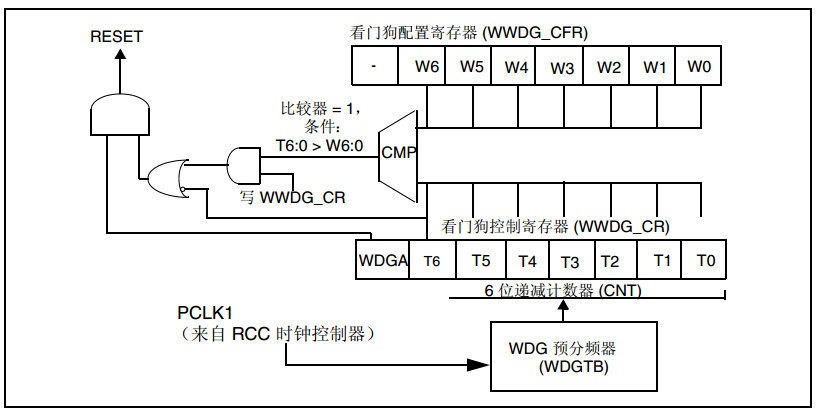 RESET
看门狗配置寄存器 (WWDG_CFR)
- W6 W5 W4 W3 W2 W1 W0
比较器 = 1，
条件：
T6:0 > W6:0
CMP
写 WWDG_CR
看门狗控制寄存器 (WWDG_CR)
WDGA T6 T5 T4 T3 T2 T1 T0
6 位递减计数器 (CNT)
PCLK1
（来自 RCC 时钟控制器）
WDG 预分频器
(WDGTB)